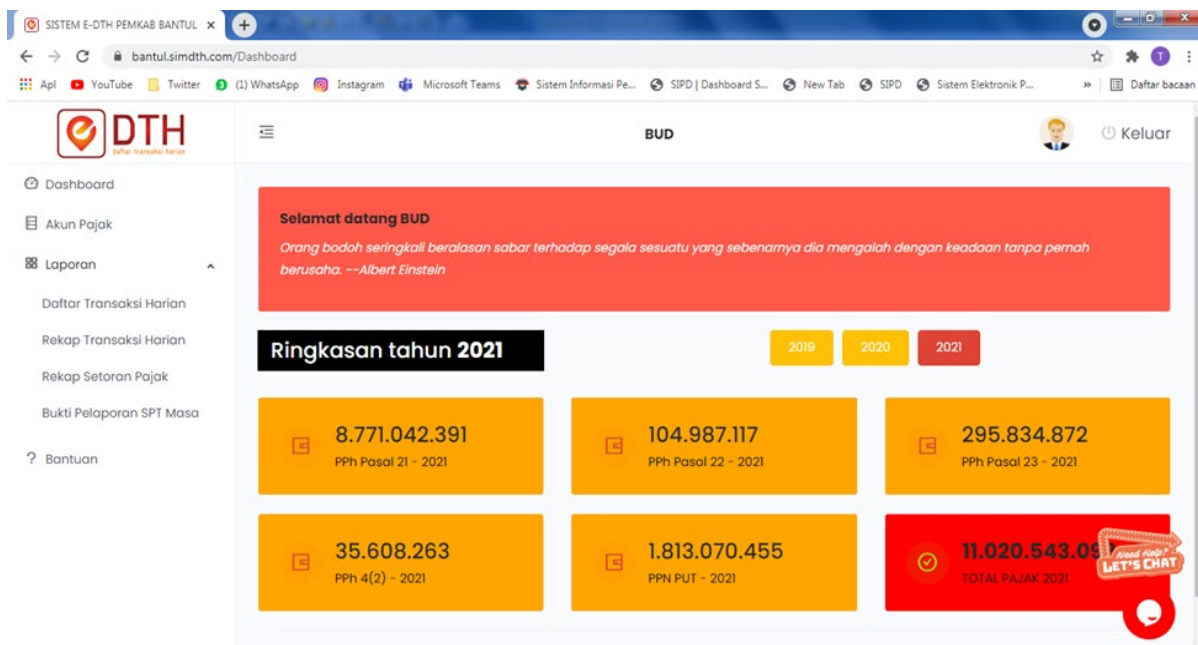 SISTEM E-DTH PEMKAB BANTUL
bantul.simdth.com/Dashboard
Apl YouTube Twitter (1) WhatsApp Instagram Microsoft Teams Sistem Informasi Pe... SIPD | Dashboard S... New Tab SIPD Sistem Elektronik P... Daftar bacaan
T
DTH
daftar transaksi harian
BUD
Keluar
Dashboard
Akun Pajak
Laporan
Daftar Transaksi Harian
Rekap Transaksi Harian
Rekap Setoran Pajak
Bukti Pelaporan SPT Masa
? Bantuan
Selamat datang BUD
Orang bodoh seringkali beralasan sabar terhadap segala sesuatu yang sebenarnya dia mengalah dengan keadaan tanpa pernah
berusaha. --Albert Einstein
Ringkasan tahun 2021
2019 2020 2021
8.771.042.391
PPh Pasal 21 - 2021
104.987.117
PPh Pasal 22 - 2021
295.834.872
PPh Pasal 23 - 2021
35.608.263
PPh 4(2) - 2021
1.813.070.455
PPN PUT - 2021
11.020.543.09
TOTAL PAJAK 2021
Need Help?
LET'S CHAT